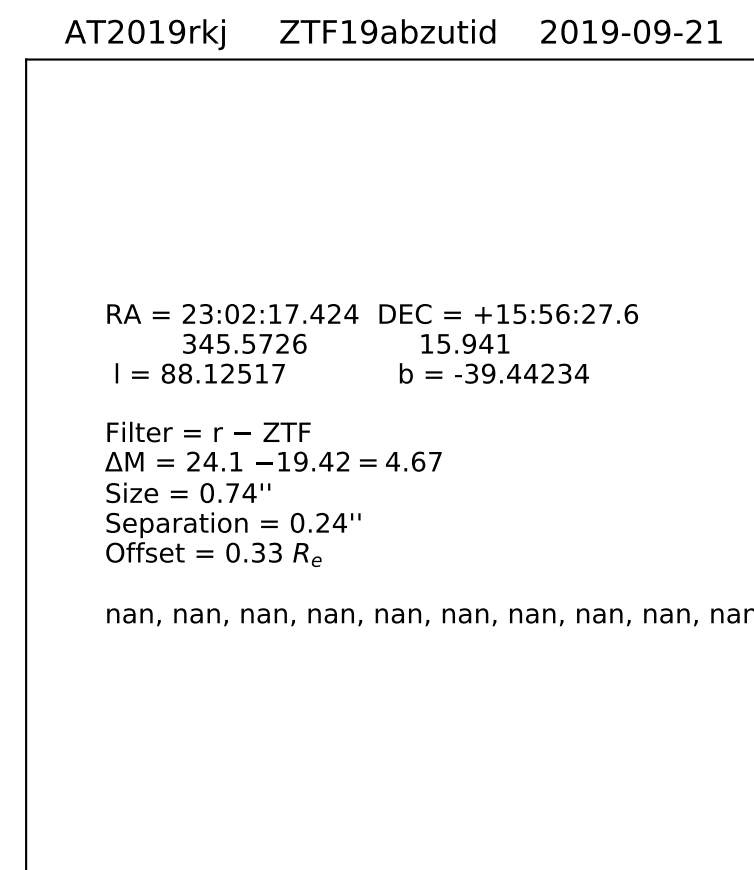 AT2019rkj ZTF19abzutid 2019-09-21
RA = 23:02:17.424 DEC = +15:56:27.6
345.5726 15.941
l = 88.12517 b = -39.44234
Filter = r − ZTF
ΔM = 24.1 −19.42 = 4.67
Size = 0.74''
Separation = 0.24''
Offset = 0.33 Rₑ
nan, nan, nan, nan, nan, nan, nan, nan, nan, nan